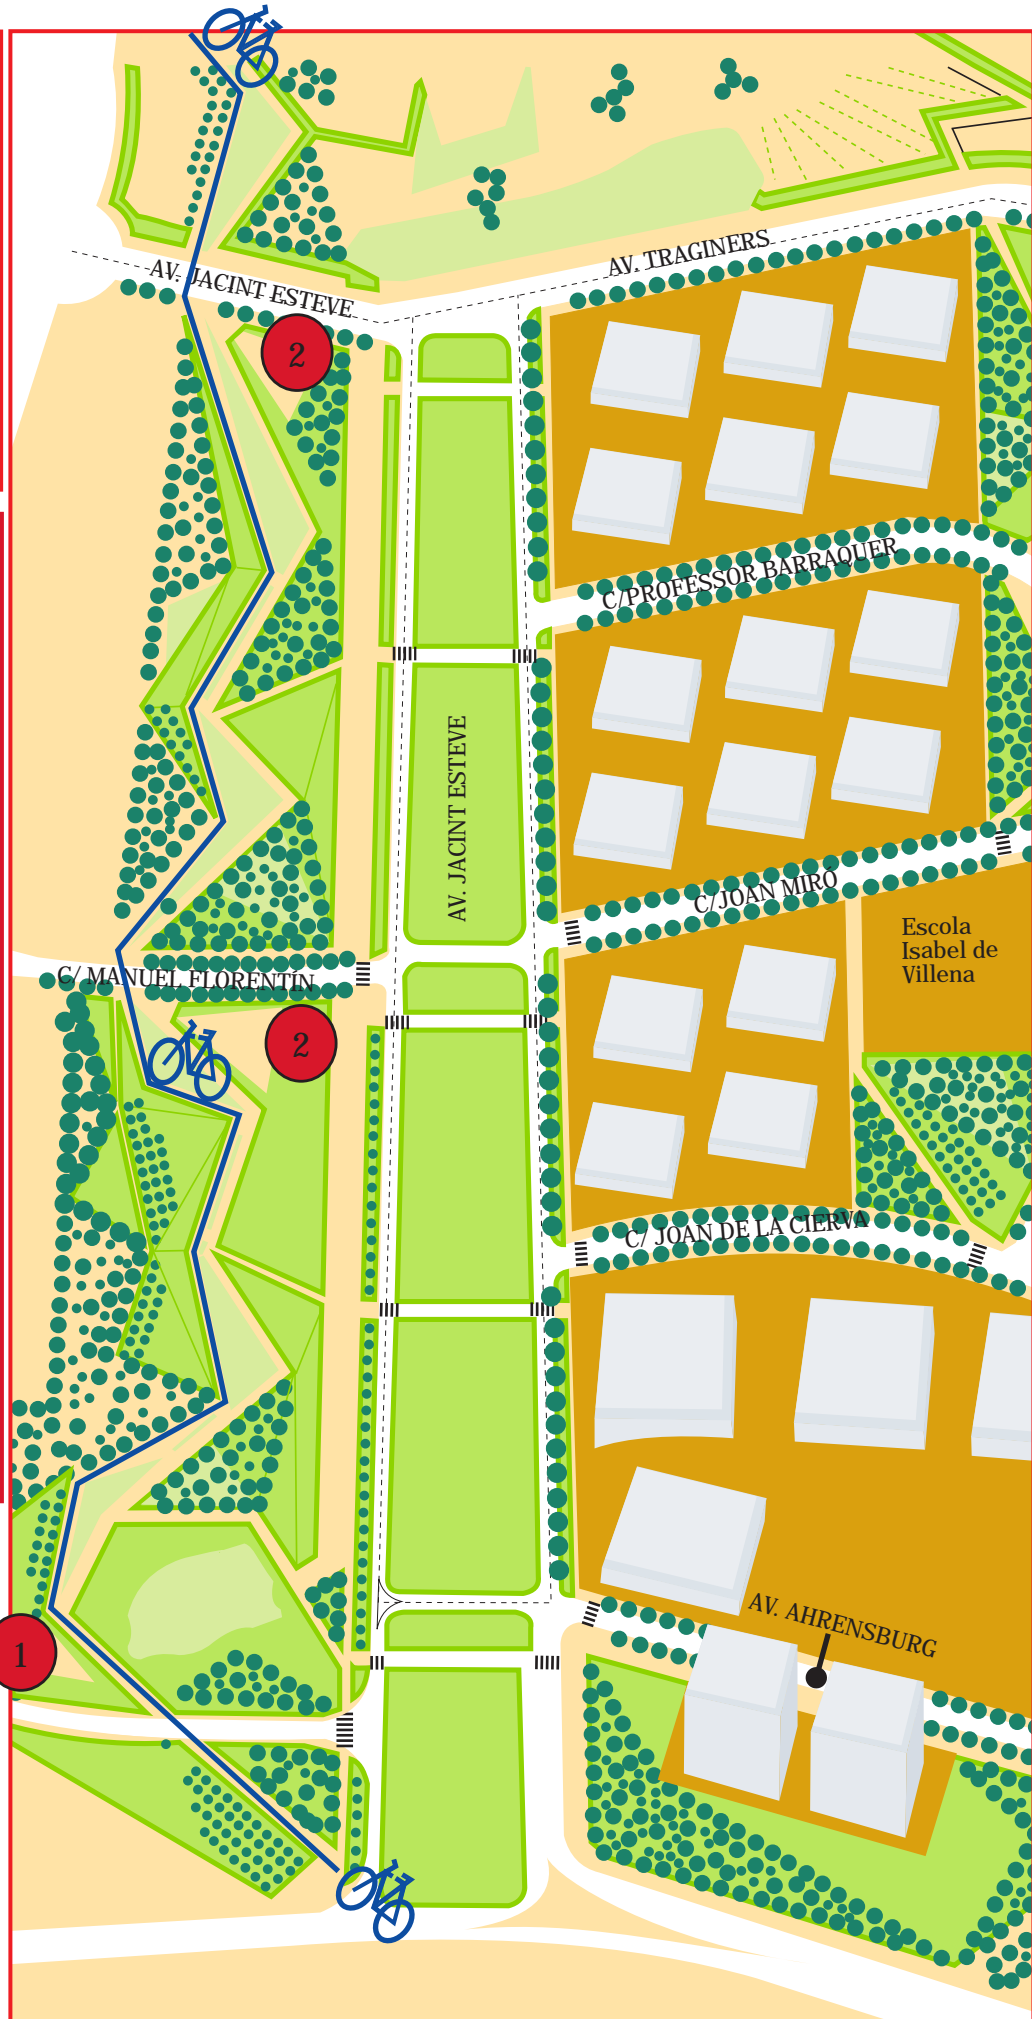 AV. JACINT ESTEVE
AV. TRAGINERS
2
C/PROFESSOR BARRAQUER
AV. JACINT ESTEVE
C/JOAN MIRÓ
Escola
Isabel de
Villena
C/ MANUEL FLORENTÍN
2
C/ JOAN DE LA CIERVA
AV. AHRENSBURG
1